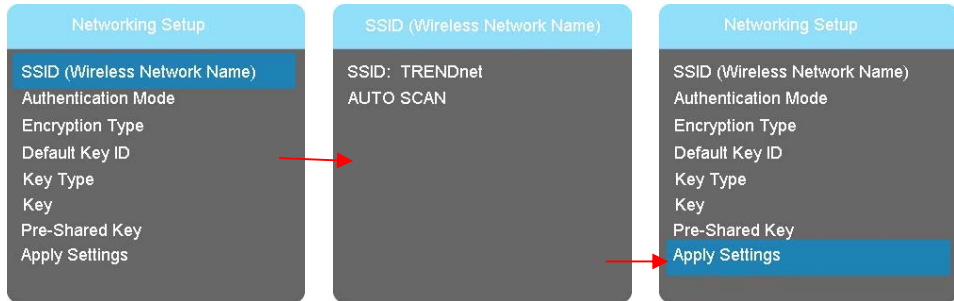 Networking Setup
SSID (Wireless Network Name)
Authentication Mode
Encryption Type
Default Key ID
Key Type
Key
Pre-Shared Key
Apply Settings
SSID (Wireless Network Name)
SSID: TRENDnet
AUTO SCAN
Networking Setup
SSID (Wireless Network Name)
Authentication Mode
Encryption Type
Default Key ID
Key Type
Key
Pre-Shared Key
Apply Settings